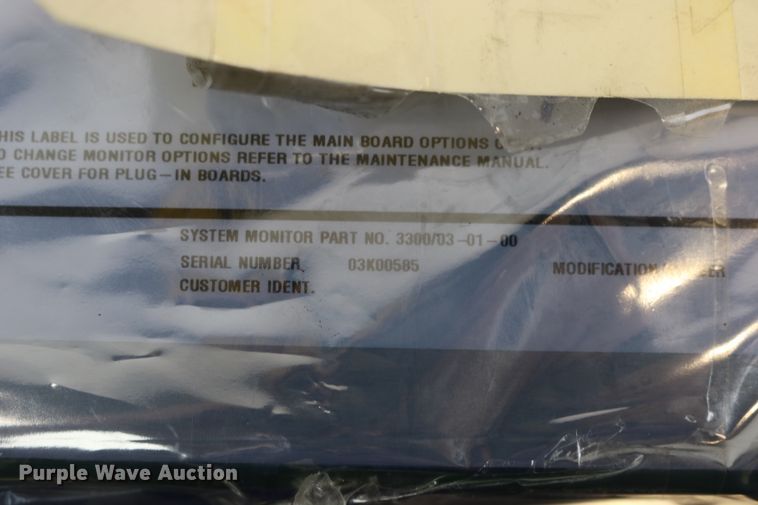 HIS LABEL IS USED TO CONFIGURE THE MAIN BOARD OPTIONS
O CHANGE MONITOR OPTIONS REFER TO THE MAINTENANCE MANUAL.
EE COVER FOR PLUG-IN BOARDS.
SYSTEM MONITOR PART NO. 3300/03-01-00
SERIAL NUMBER 03K00585 MODIFICATION
CUSTOMER IDENT.
Purple Wave Auction